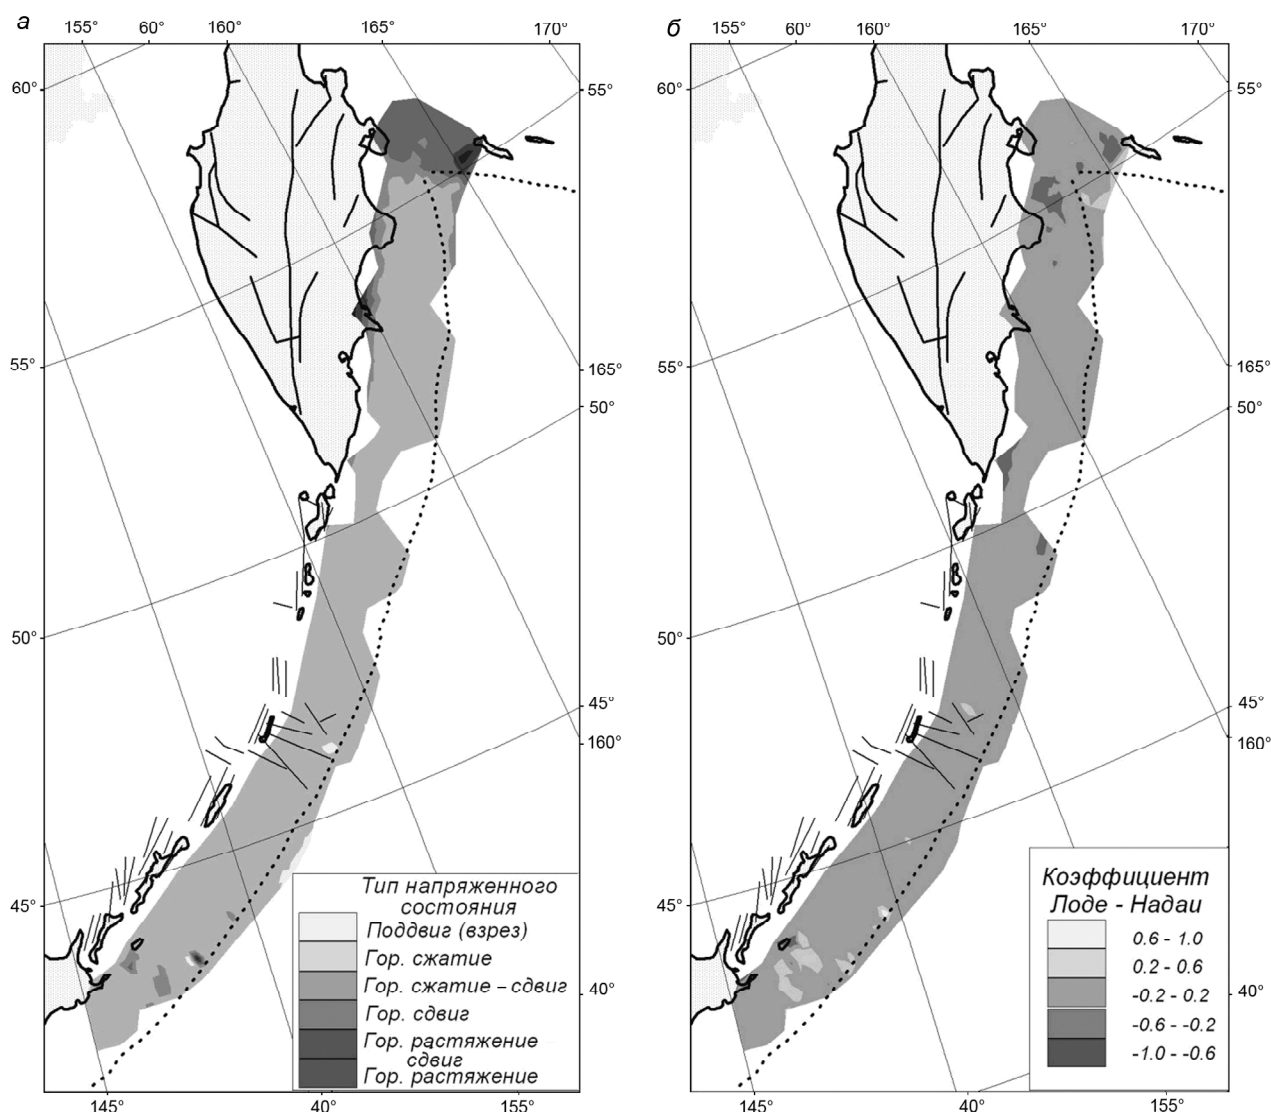 а
155° 60° 160° 165° 170°
60°
55°
55°
165°
50°
50°
45°
160°
45°
40°
145° 40° 155°
Тип напряженного
состояния
Поддвиг (взрез)
Гор. сжатие
Гор. сжатие – сдвиг
Гор. сдвиг
Гор. растяжение
сдвиг
Гор. растяжение
б
155° 60° 160° 165° 170°
60°
55°
55°
165°
50°
50°
45°
160°
45°
40°
145° 40° 155°
Коэффициент
Лоде - Надаи
0.6 - 1.0
0.2 - 0.6
-0.2 - 0.2
-0.6 - -0.2
-1.0 - -0.6